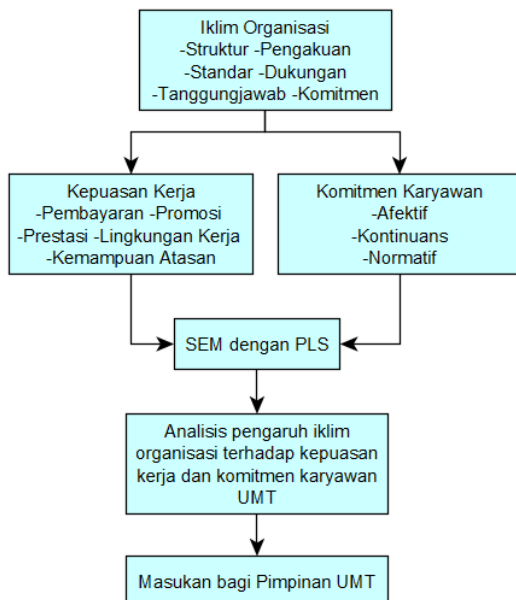 Iklim Organisasi
-Struktur -Pengakuan
-Standar -Dukungan
-Tanggungjawab -Komitmen
Kepuasan Kerja
-Pembayaran -Promosi
-Prestasi -Lingkungan Kerja
-Kemampuan Atasan
Komitmen Karyawan
-Afektif
-Kontinuans
-Normatif
SEM dengan PLS
Analisis pengaruh iklim
organisasi terhadap kepuasan
kerja dan komitmen karyawan
UMT
Masukan bagi Pimpinan UMT